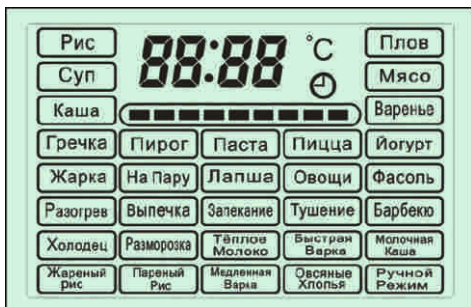 Рис 88:88 °C Плов
Суп Мясо
Каша Варенье
Гречка Пирог Паста Пицца Йогурт
Жарка На Пару Лапша Овощи Фасоль
Разогрев Выпечка Запекание Тушение Барбекю
Холодец Разморозка Тёплое Молоко Быстрая Варка Молочная Каша
Жареный рис Пареный Рис Медленная Варка Овсяные Хлопья Ручной Режим